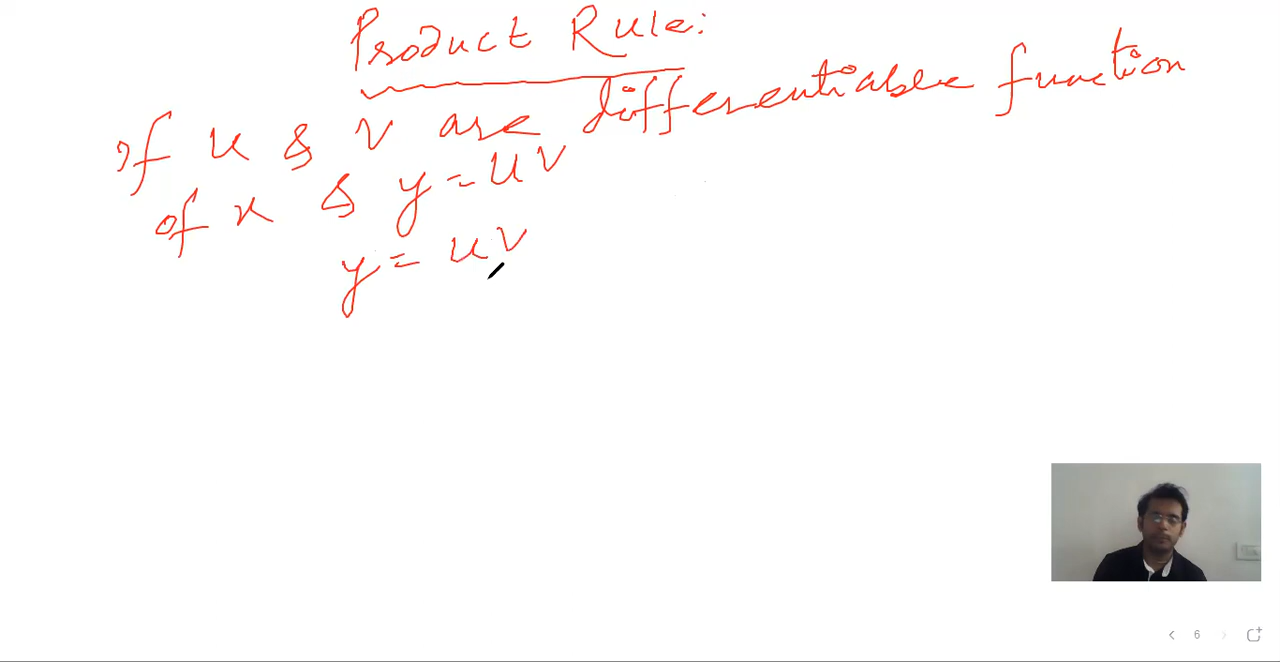 Product Rule:
if u & v are differentiable function
of x & y = uv
y = uv
6